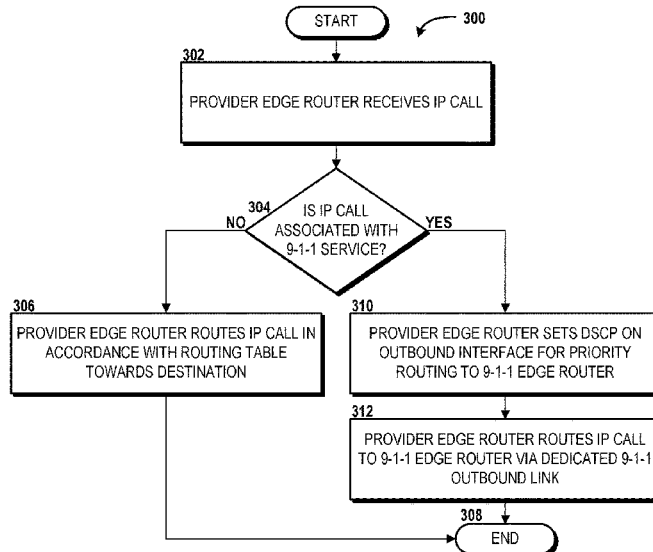 START
300
302
PROVIDER EDGE ROUTER RECEIVES IP CALL
304
NO
IS IP CALL
ASSOCIATED WITH
9-1-1 SERVICE?
YES
306
PROVIDER EDGE ROUTER ROUTES IP CALL IN
ACCORDANCE WITH ROUTING TABLE
TOWARDS DESTINATION
310
PROVIDER EDGE ROUTER SETS DSCP ON
OUTBOUND INTERFACE FOR PRIORITY
ROUTING TO 9-1-1 EDGE ROUTER
312
PROVIDER EDGE ROUTER ROUTES IP CALL
TO 9-1-1 EDGE ROUTER VIA DEDICATED 9-1-1
OUTBOUND LINK
308
END